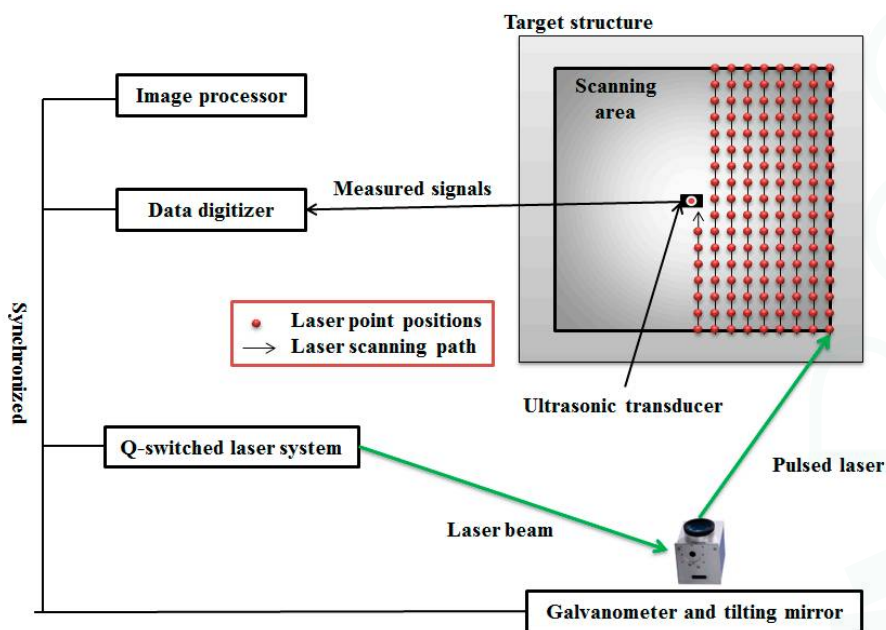 Target structure
Image processor
Scanning
area
Measured signals
Data digitizer
Synchronized
Laser point positions
Laser scanning path
Ultrasonic transducer
Q-switched laser system
Pulsed laser
Laser beam
Galvanometer and tilting mirror